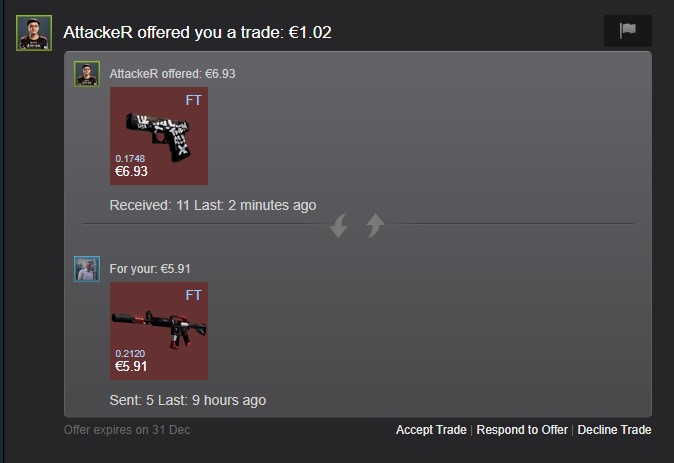 AttackeR offered you a trade: €1.02
AttackeR offered: €6.93
FT
0.1748
€6.93
Received: 11 Last: 2 minutes ago
For your: €5.91
FT
0.2120
€5.91
Sent: 5 Last: 9 hours ago
Offer expires on 31 Dec
Accept Trade | Respond to Offer | Decline Trade